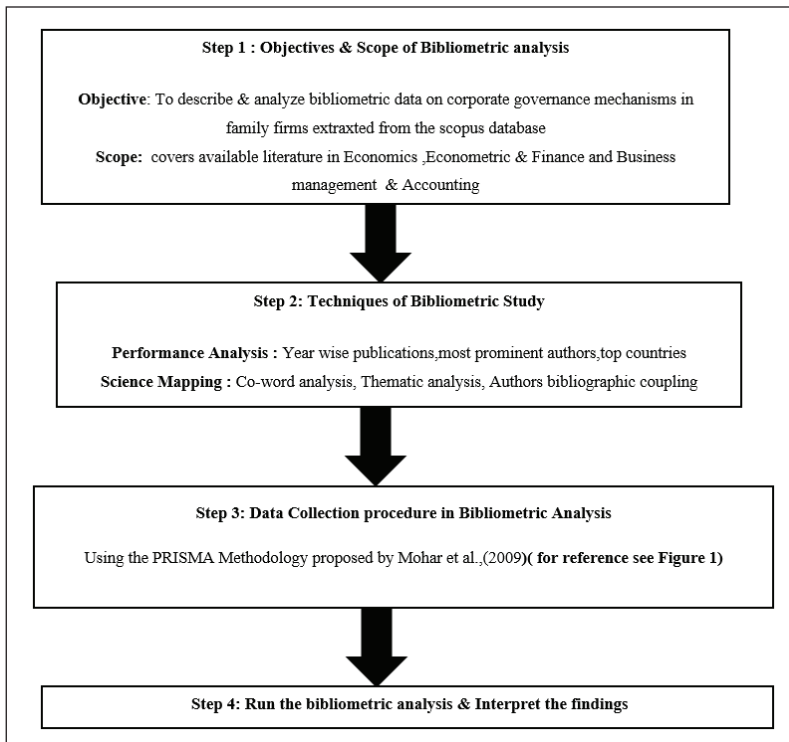 Step 1 : Objectives & Scope of Bibliometric analysis
Objective: To describe & analyze bibliometric data on corporate governance mechanisms in
family firms extraxted from the scopus database
Scope: covers available literature in Economics ,Econometric & Finance and Business
management & Accounting
Step 2: Techniques of Bibliometric Study
Performance Analysis : Year wise publications,most prominent authors,top countries
Science Mapping : Co-word analysis, Thematic analysis, Authors bibliographic coupling
Step 3: Data Collection procedure in Bibliometric Analysis
Using the PRISMA Methodology proposed by Mohar et al.,(2009)( for reference see Figure 1)
Step 4: Run the bibliometric analysis & Interpret the findings